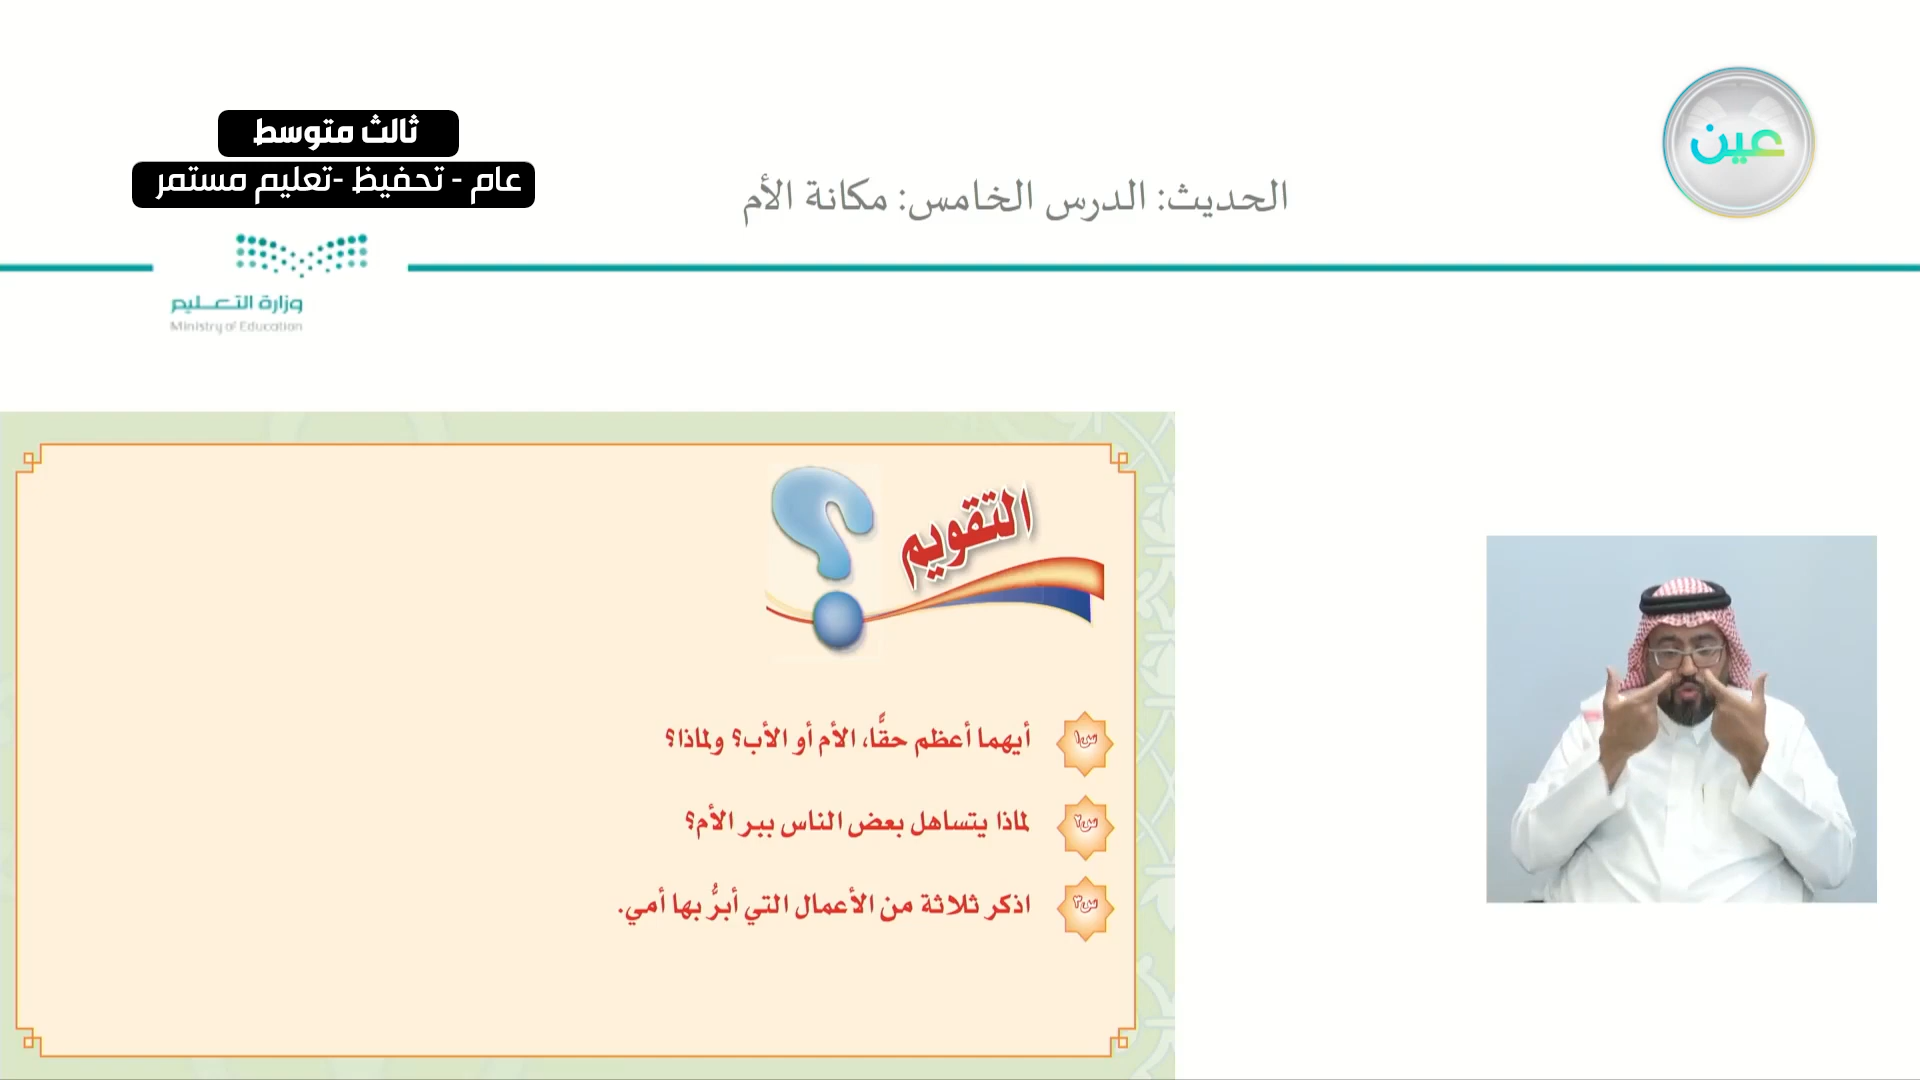 عين
ثالث متوسط
عام - تحفيظ -تعليم مستمر
الحديث: الدرس الخامس: مكانة الأم
وزارة التعليم
Ministry of Education
التقويم
س١ أيهما أعظم حقًّا، الأم أو الأب؟ ولماذا؟
س٢ لماذا يتساهل بعض الناس ببر الأم؟
س٣ اذكر ثلاثة من الأعمال التي أبرُّ بها أمي.